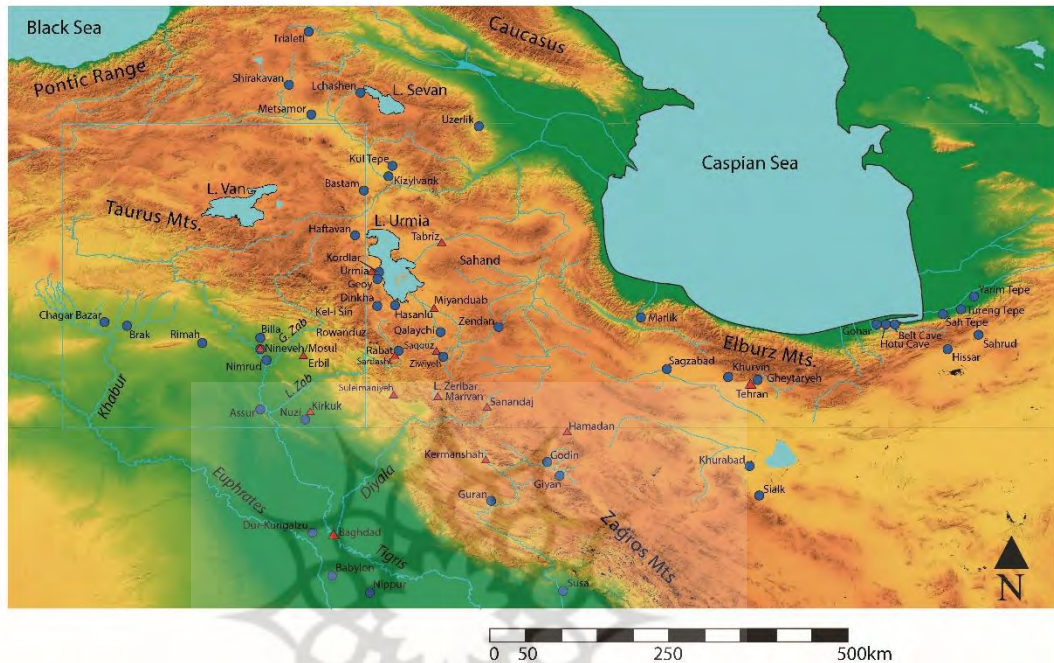 Black Sea
Caucasus
Trialeti
Pontic Range
Shirakavan
Lchashen
L. Sevan
Metsamor
Uzerlik
Caspian Sea
Kül Tepe
Kizylvank
Bastam
L. Van
Taurus Mts.
L. Urmia
Haftavan
Tabriz
Sahand
Kordlar
Urmia
Geoy
Dinkha
Hasanlu
Miyanduab
Kel-i Sin
Qalaychi
Zendan
Marlik
Yarim Tepe
Tureng Tepe
Sah Tepe
Gohar
Belt Cave
Hotu Cave
Sahrud
Hissar
Chagar Bazar
Brak
Rimah
Billa
G. Zab
Rowanduz
Nineveh/Mosul
Erbil
Nimrud
Rabat
Saqouz
Sardasht
Ziwiyeh
Elburz Mts.
Sagzabad
Khurvin
Gheytaryeh
Tehran
L. Zab
Suleimaniyeh
L. Zeribar
Marivan
Sanandaj
Khabur
Assur
Nuzi
Kirkuk
Hamadan
Kermanshah
Godin
Giyan
Khurabad
Sialk
Guran
Diyala
Euphrates
Dur-Kurigalzu
Baghdad
Zagros Mts.
Tigris
Babylon
Nippur
Susa
N
0 50 250 500km